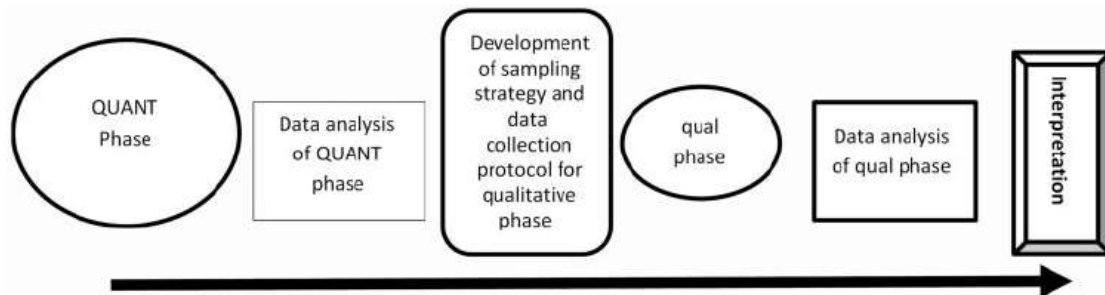 QUANT
Phase
Data analysis
of QUANT
phase
Development
of sampling
strategy and
data
collection
protocol for
qualitative
phase
qual
phase
Data analysis
of qual phase
Interpretation